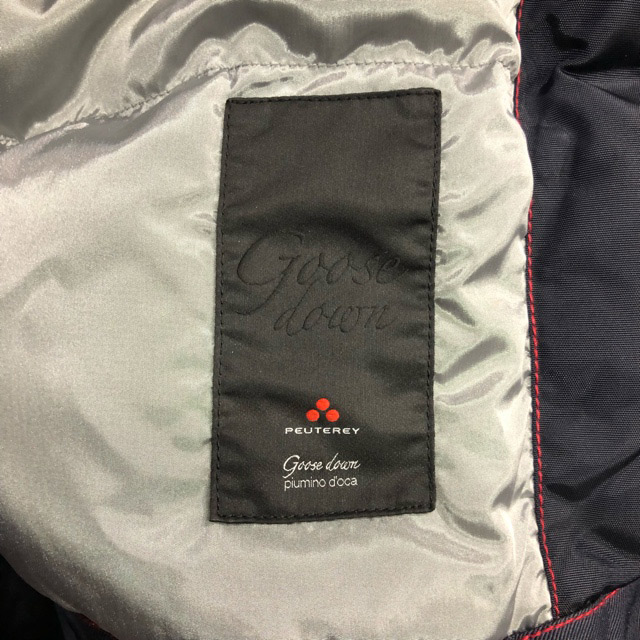 Goose
down
PEUTEREY
Goose down
piumino d'oca